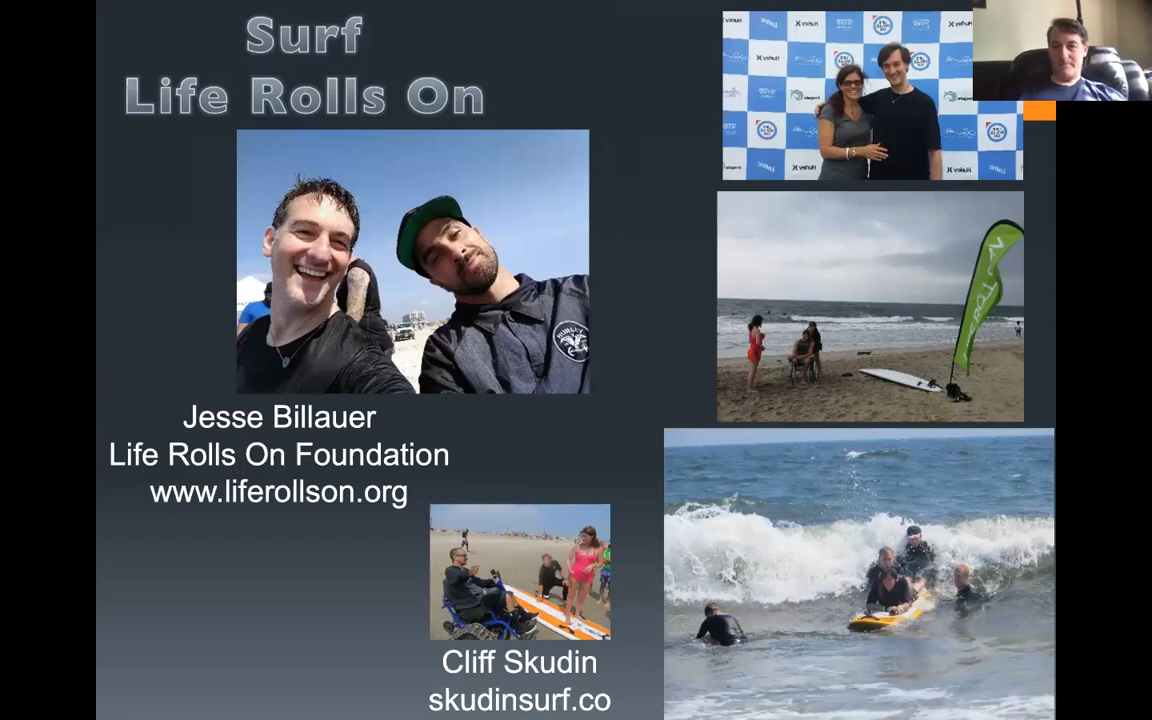 Surf
Life Rolls On
Jesse Billauer
Life Rolls On Foundation
www.liferollson.org
Cliff Skudin
skudinsurf.co